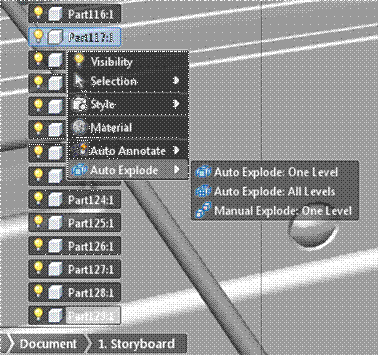 Part116:1
Part117:1
Visibility
Selection
Style
Material
Auto Annotate
Auto Explode
Auto Explode: One Level
Auto Explode: All Levels
Manual Explode: One Level
Part124:1
Part125:1
Part126:1
Part127:1
Part128:1
Part129:1
Document
1. Storyboard